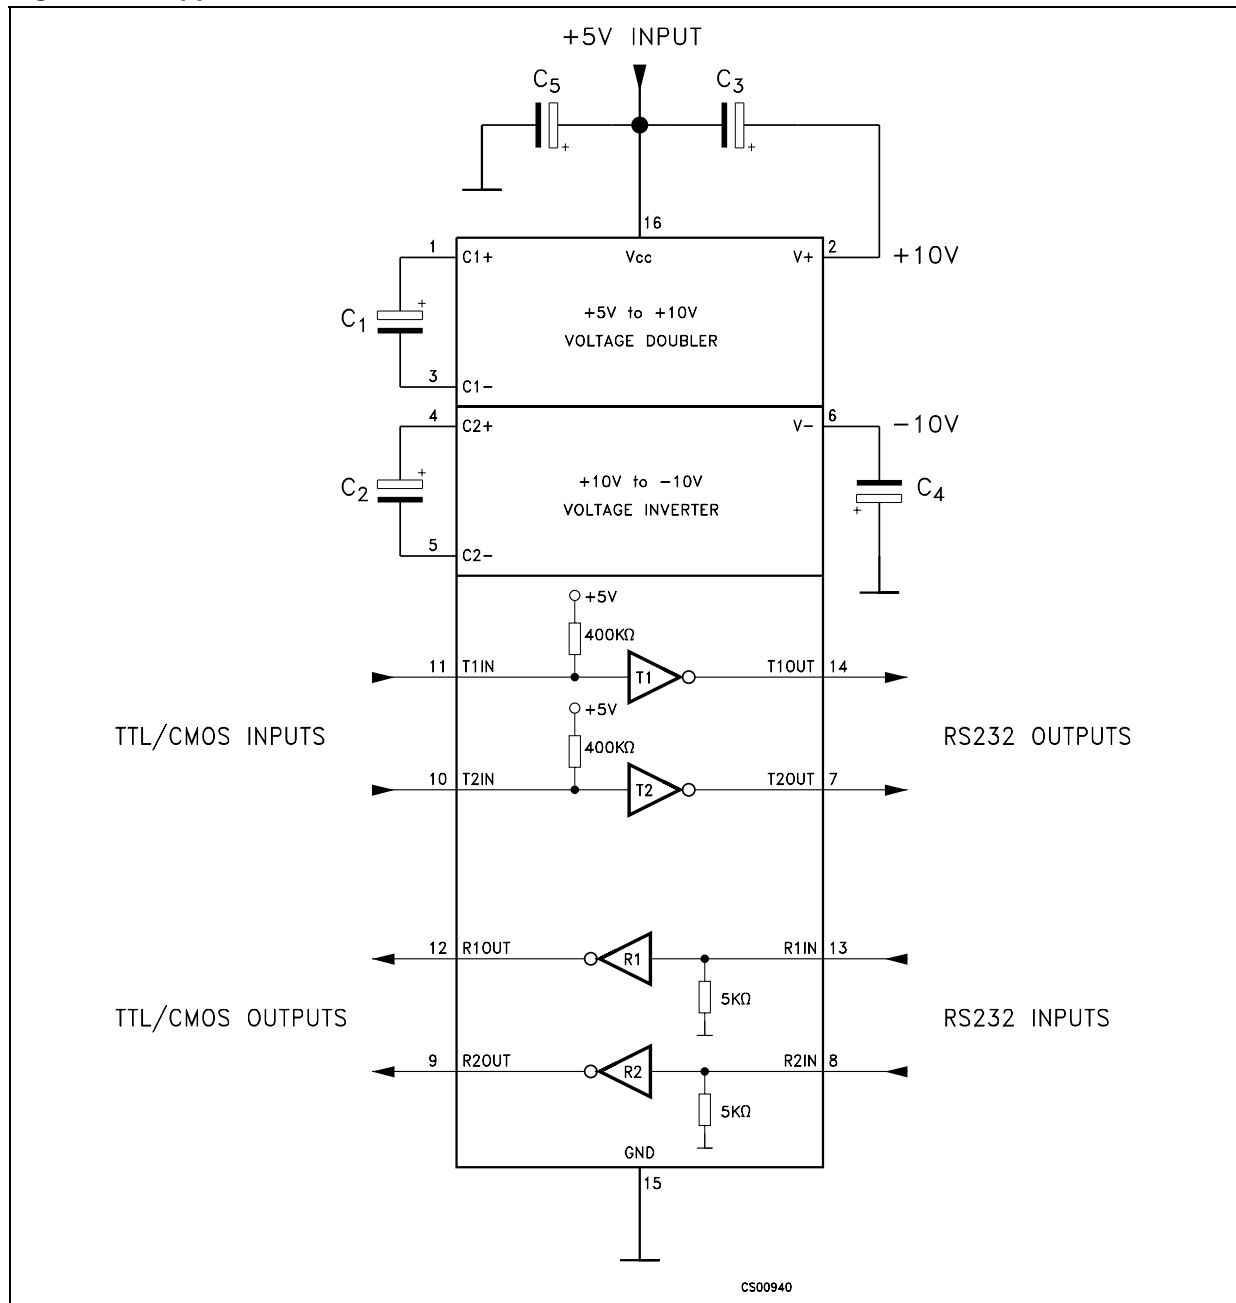 +5V INPUT
C5
C3
+
+
16
1
C1+
Vcc
V+
2
+10V
C1
+
+5V to +10V
VOLTAGE DOUBLER
3
C1-
4
C2+
V-
6
-10V
C2
+
+10V to -10V
VOLTAGE INVERTER
C4
+
5
C2-
+5V
400KΩ
11
T1IN
T1
T1OUT
14
+5V
TTL/CMOS INPUTS
400KΩ
RS232 OUTPUTS
10
T2IN
T2
T2OUT
7
12
R1OUT
R1
R1IN
13
5KΩ
TTL/CMOS OUTPUTS
RS232 INPUTS
9
R2OUT
R2
R2IN
8
5KΩ
GND
15
CS00940